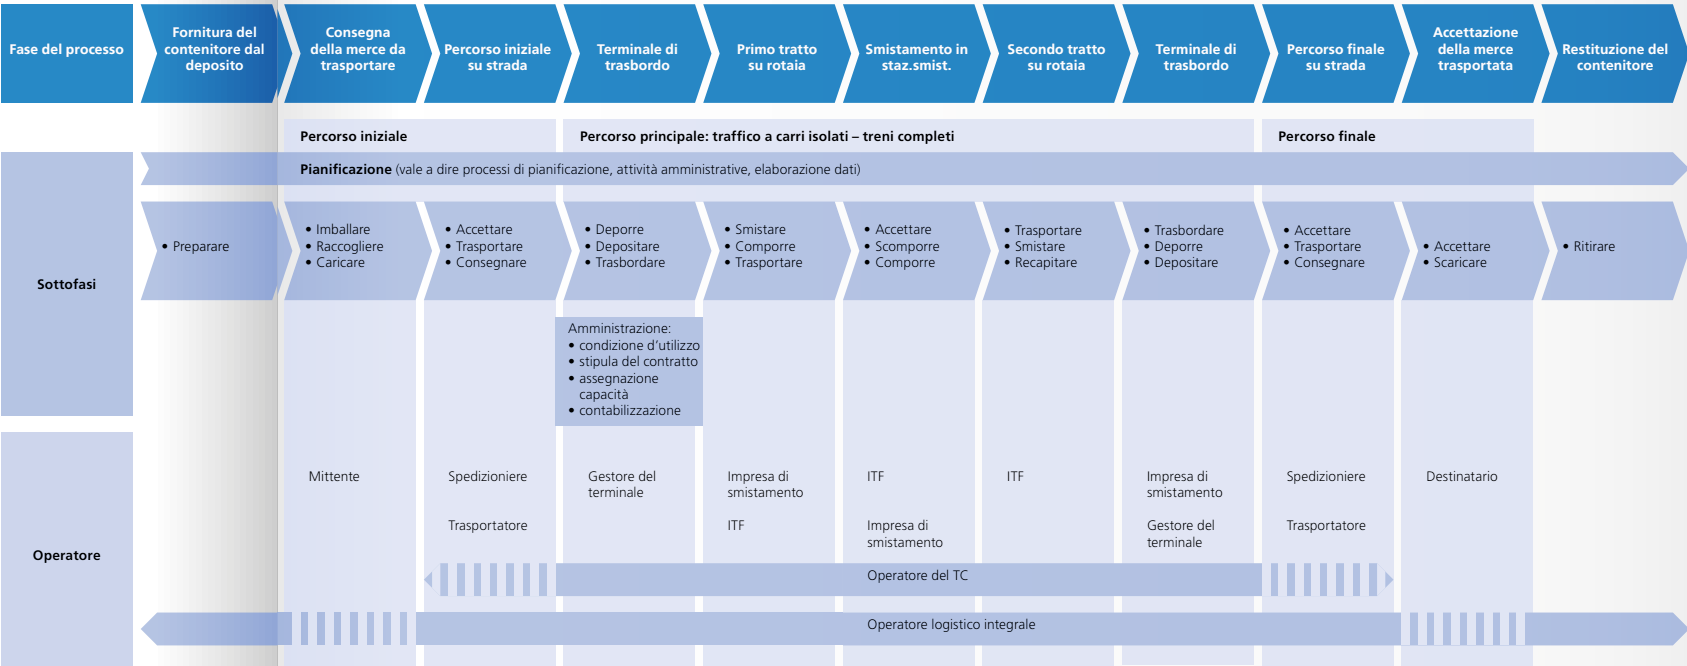 Fase del processo
Fornitura del
contenitore dal
deposito
Consegna
della merce da
trasportare
Percorso iniziale
su strada
Terminale di
trasbordo
Primo tratto
su rotaia
Smistamento in
staz.smist.
Secondo tratto
su rotaia
Terminale di
trasbordo
Percorso finale
su strada
Accettazione
della merce
trasportata
Restituzione del
contenitore
Percorso iniziale
Percorso principale: traffico a carri isolati – treni completi
Percorso finale
Pianificazione (vale a dire processi di pianificazione, attività amministrative, elaborazione dati)
Sottofasi
• Preparare
• Imballare
• Raccogliere
• Caricare
• Accettare
• Trasportare
• Consegnare
• Deporre
• Depositare
• Trasbordare
• Smistare
• Comporre
• Trasportare
• Accettare
• Scomporre
• Comporre
• Trasportare
• Smistare
• Recapitare
• Trasbordare
• Deporre
• Depositare
• Accettare
• Trasportare
• Consegnare
• Accettare
• Scaricare
• Ritirare
Amministrazione:
• condizione d’utilizzo
• stipula del contratto
• assegnazione
capacità
• contabilizzazione
Operatore
Mittente
Spedizioniere
Trasportatore
Gestore del
terminale
Impresa di
smistamento
ITF
ITF
Impresa di
smistamento
ITF
Impresa di
smistamento
Gestore del
terminale
Spedizioniere
Trasportatore
Destinatario
Operatore del TC
Operatore logistico integrale